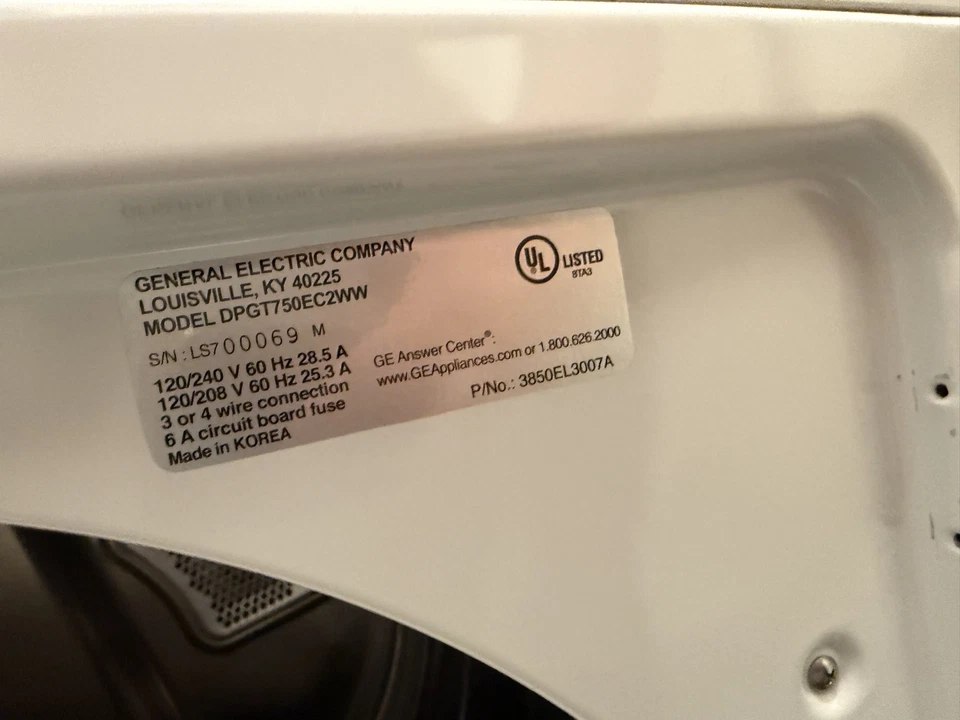 GENERAL ELECTRIC COMPANY
LOUISVILLE, KY 40225
MODEL DPGT750EC2WW
S/N : LS700069 M
120/240 V 60 Hz 28.5 A
120/208 V 60 Hz 25.3 A
3 or 4 wire connection
6 A circuit board fuse
Made in KOREA
UL® LISTED
8TA3
GE Answer Center®:
www.GEAppliances.com or 1.800.626.2000
P/No.: 3850EL3007A